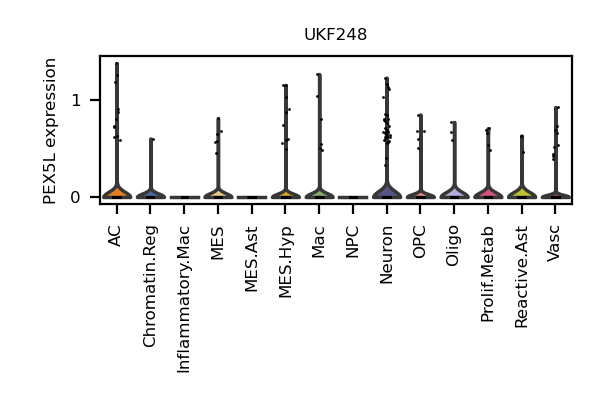 UKF248
PEX5L expression
1
0
AC
Chromatin.Reg
Inflammatory.Mac
MES
MES.Ast
MES.Hyp
Mac
NPC
Neuron
OPC
Oligo
Prolif.Metab
Reactive.Ast
Vasc